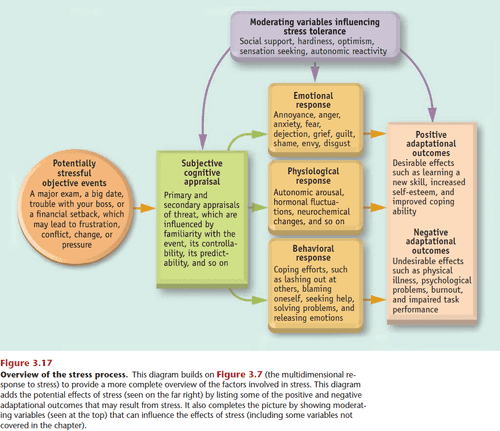 Moderating variables influencing
stress tolerance
Social support, hardiness, optimism,
sensation seeking, autonomic reactivity
Potentially
stressful
objective events
A major exam, a big date,
trouble with your boss, or
a financial setback, which
may lead to frustration,
conflict, change, or
pressure
Subjective
cognitive
appraisal
Primary and
secondary appraisals
of threat, which are
influenced by
familiarity with the
event, its controlla-
bility, its predict-
ability, and so on
Emotional
response
Annoyance, anger,
anxiety, fear,
dejection, grief, guilt,
shame, envy, disgust
Physiological
response
Autonomic arousal,
hormonal fluctua-
tions, neurochemical
changes, and so on
Behavioral
response
Coping efforts, such
as lashing out at
others, blaming
oneself, seeking help,
solving problems, and
releasing emotions
Positive
adaptational
outcomes
Desirable effects
such as learning a
new skill, increased
self-esteem, and
improved coping
ability
Negative
adaptational
outcomes
Undesirable effects
such as physical
illness, psychological
problems, burnout, and
impaired task
performance
Figure 3.17
Overview of the stress process. This diagram builds on Figure 3.7 (the multidimensional re-
sponse to stress) to provide a more complete overview of the factors involved in stress. This diagram
adds the potential effects of stress (seen on the far right) by listing some of the positive and negative
adaptational outcomes that may result from stress. It also completes the picture by showing moderat-
ing variables (seen at the top) that can influence the effects of stress (including some variables not
covered in the chapter).